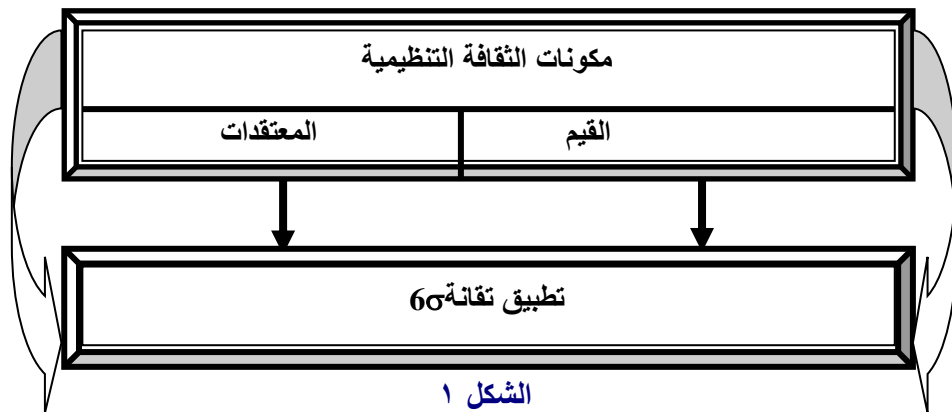 مكونات الثقافة التنظيمية
القيم المعتقدات
تطبيق تقانة6σ
الشكل ١